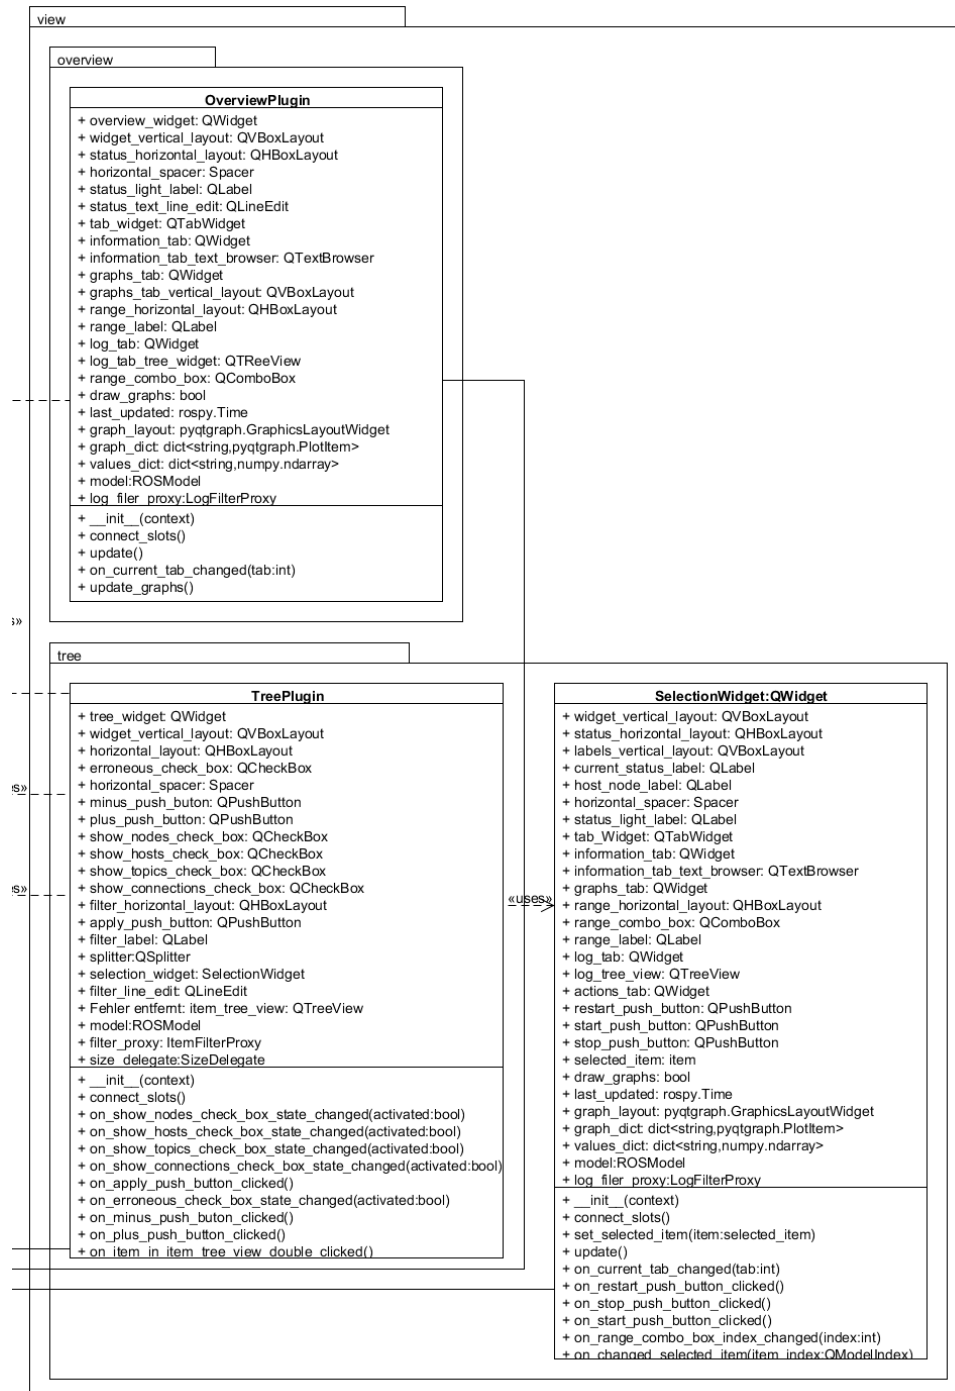 view
overview
OverviewPlugin
+ overview_widget: QWidget
+ widget_vertical_layout: QVBoxLayout
+ status_horizontal_layout: QHBoxLayout
+ horizontal_spacer: Spacer
+ status_light_label: QLabel
+ status_text_line_edit: QLineEdit
+ tab_widget: QTabWidget
+ information_tab: QWidget
+ information_tab_text_browser: QTextBrowser
+ graphs_tab: QWidget
+ graphs_tab_vertical_layout: QVBoxLayout
+ range_horizontal_layout: QHBoxLayout
+ range_label: QLabel
+ log_tab: QWidget
+ log_tab_tree_widget: QTReeView
+ range_combo_box: QComboBox
+ draw_graphs: bool
+ last_updated: rospy.Time
+ graph_layout: pyqtgraph.GraphicsLayoutWidget
+ graph_dict: dict<string,pyqtgraph.PlotItem>
+ values_dict: dict<string,numpy.ndarray>
+ model:ROSModel
+ log_filer_proxy:LogFilterProxy
+ __init__(context)
+ connect_slots()
+ update()
+ on_current_tab_changed(tab:int)
+ update_graphs()
s»
tree
TreePlugin
+ tree_widget: QWidget
+ widget_vertical_layout: QVBoxLayout
+ horizontal_layout: QHBoxLayout
+ erroneous_check_box: QCheckBox
+ horizontal_spacer: Spacer
+ minus_push_buton: QPushButton
+ plus_push_button: QPushButton
+ show_nodes_check_box: QCheckBox
+ show_hosts_check_box: QCheckBox
+ show_topics_check_box: QCheckBox
+ show_connections_check_box: QCheckBox
+ filter_horizontal_layout: QHBoxLayout
+ apply_push_button: QPushButton
+ filter_label: QLabel
+ splitter:QSplitter
+ selection_widget: SelectionWidget
+ filter_line_edit: QLineEdit
+ Fehler entfernt: item_tree_view: QTreeView
+ model:ROSModel
+ filter_proxy: ItemFilterProxy
+ size_delegate:SizeDelegate
+ __init__(context)
+ connect_slots()
+ on_show_nodes_check_box_state_changed(activated:bool)
+ on_show_hosts_check_box_state_changed(activated:bool)
+ on_show_topics_check_box_state_changed(activated:bool)
+ on_show_connections_check_box_state_changed(activated:bool)
+ on_apply_push_button_clicked()
+ on_erroneous_check_box_state_changed(activated:bool)
+ on_minus_push_buton_clicked()
+ on_plus_push_button_clicked()
+ on_item_in_item_tree_view_double_clicked()
es»
es»
«uses»
SelectionWidget:QWidget
+ widget_vertical_layout: QVBoxLayout
+ status_horizontal_layout: QHBoxLayout
+ labels_vertical_layout: QVBoxLayout
+ current_status_label: QLabel
+ host_node_label: QLabel
+ horizontal_spacer: Spacer
+ status_light_label: QLabel
+ tab_Widget: QTabWidget
+ information_tab: QWidget
+ information_tab_text_browser: QTextBrowser
+ graphs_tab: QWidget
+ range_horizontal_layout: QHBoxLayout
+ range_combo_box: QComboBox
+ range_label: QLabel
+ log_tab: QWidget
+ log_tree_view: QTreeView
+ actions_tab: QWidget
+ restart_push_button: QPushButton
+ start_push_button: QPushButton
+ stop_push_button: QPushButton
+ selected_item: item
+ draw_graphs: bool
+ last_updated: rospy.Time
+ graph_layout: pyqtgraph.GraphicsLayoutWidget
+ graph_dict: dict<string,pyqtgraph.PlotItem>
+ values_dict: dict<string,numpy.ndarray>
+ model:ROSModel
+ log_filer_proxy:LogFilterProxy
+ __init__(context)
+ connect_slots()
+ set_selected_item(item:selected_item)
+ update()
+ on_current_tab_changed(tab:int)
+ on_restart_push_button_clicked()
+ on_stop_push_button_clicked()
+ on_start_push_button_clicked()
+ on_range_combo_box_index_changed(index:int)
+ on_changed_selected_item(item_index:QModelIndex)